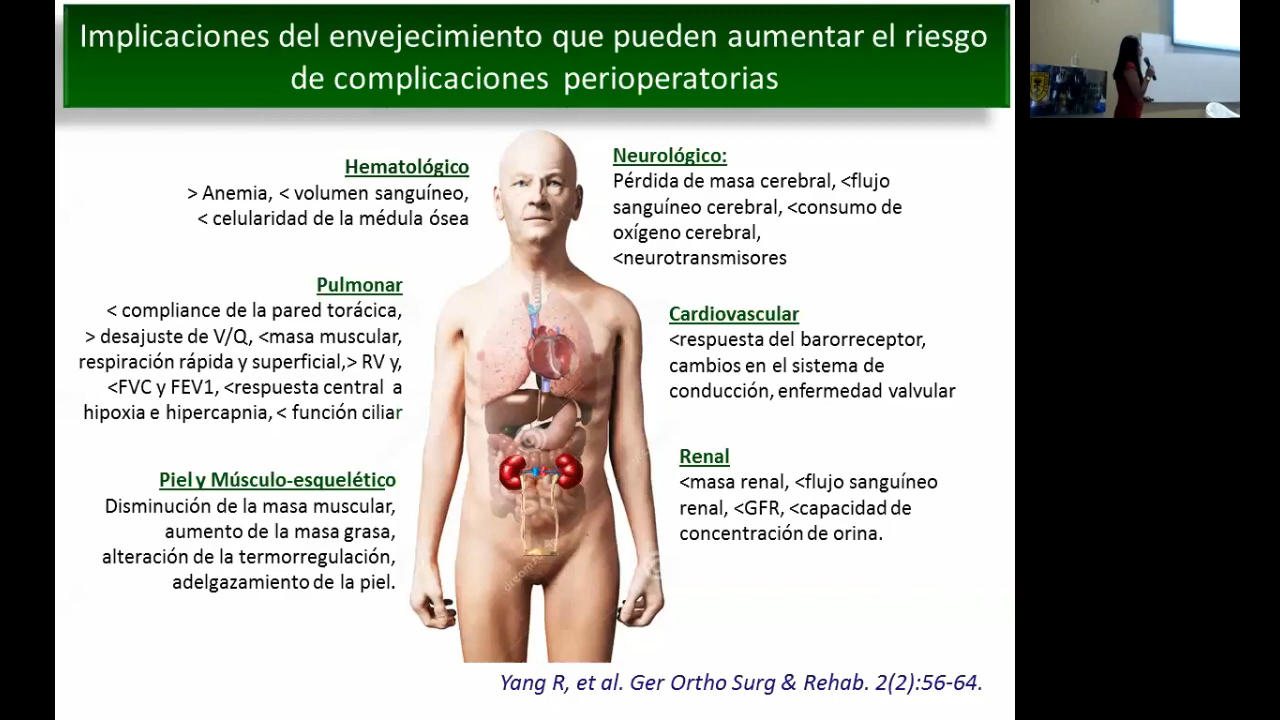 Implicaciones del envejecimiento que pueden aumentar el riesgo
de complicaciones perioperatorias
Hematológico
> Anemia, < volumen sanguíneo,
< celularidad de la médula ósea
Pulmonar
< compliance de la pared torácica,
> desajuste de V/Q, <masa muscular,
respiración rápida y superficial,> RV y,
<FVC y FEV1, <respuesta central a
hipoxia e hipercapnia, < función ciliar
Piel y Músculo-esquelético
Disminución de la masa muscular,
aumento de la masa grasa,
alteración de la termorregulación,
adelgazamiento de la piel.
Neurológico:
Pérdida de masa cerebral, <flujo
sanguíneo cerebral, <consumo de
oxígeno cerebral,
<neurotransmisores
Cardiovascular
<respuesta del barorreceptor,
cambios en el sistema de
conducción, enfermedad valvular
Renal
<masa renal, <flujo sanguíneo
renal, <GFR, <capacidad de
concentración de orina.
Yang R, et al. Ger Ortho Surg & Rehab. 2(2):56-64.